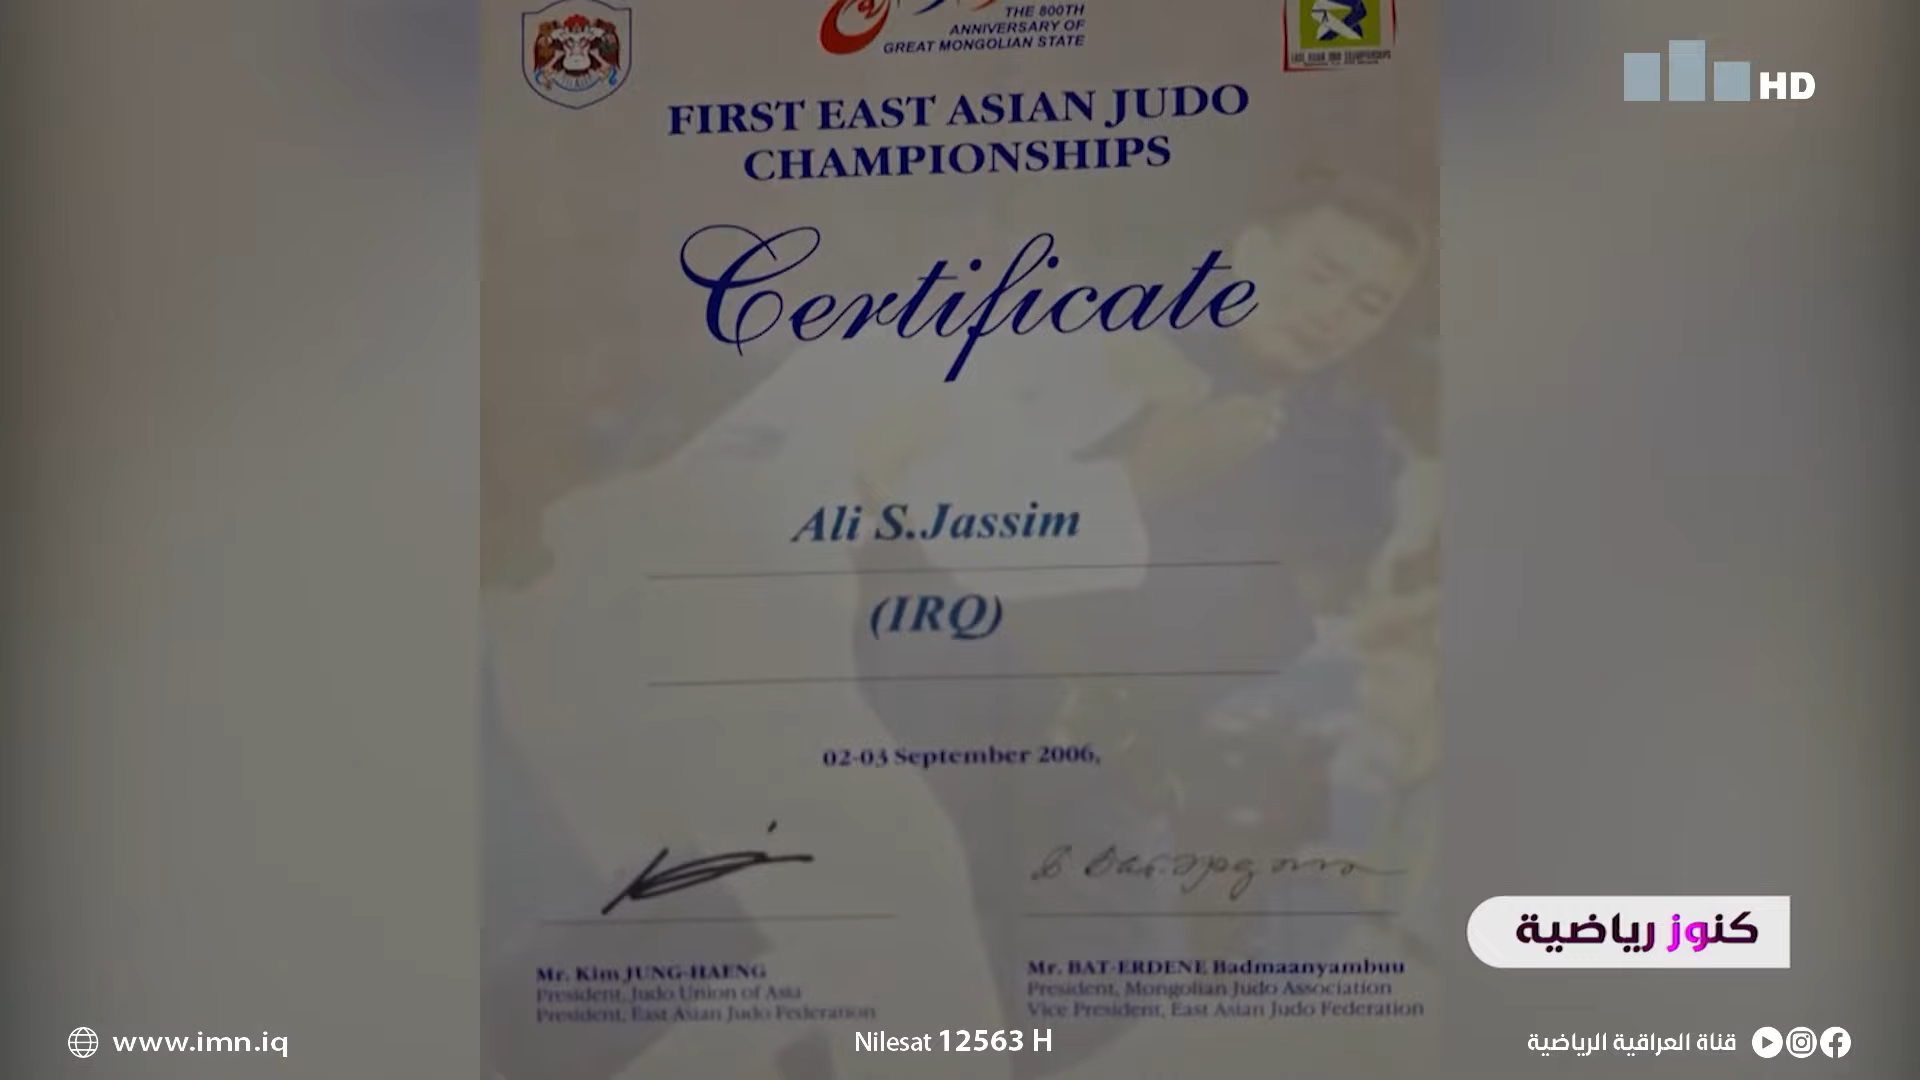 THE 800TH
ANNIVERSARY OF
GREAT MONGOLIAN STATE
HD
FIRST EAST ASIAN JUDO
CHAMPIONSHIPS
Certificate
Ali S.Jassim
(IRQ)
02-03 September 2006,
Mr. Kim JUNG-HAENG
President, Judo Union of Asia
President, East Asian Judo Federation
Mr. BAT-ERDENE Badmaanyambuu
President, Mongolian Judo Association
Vice President, East Asian Judo Federation
كنوز رياضية
www.imn.iq
Nilesat 12563 H
قناة العراقية الرياضية